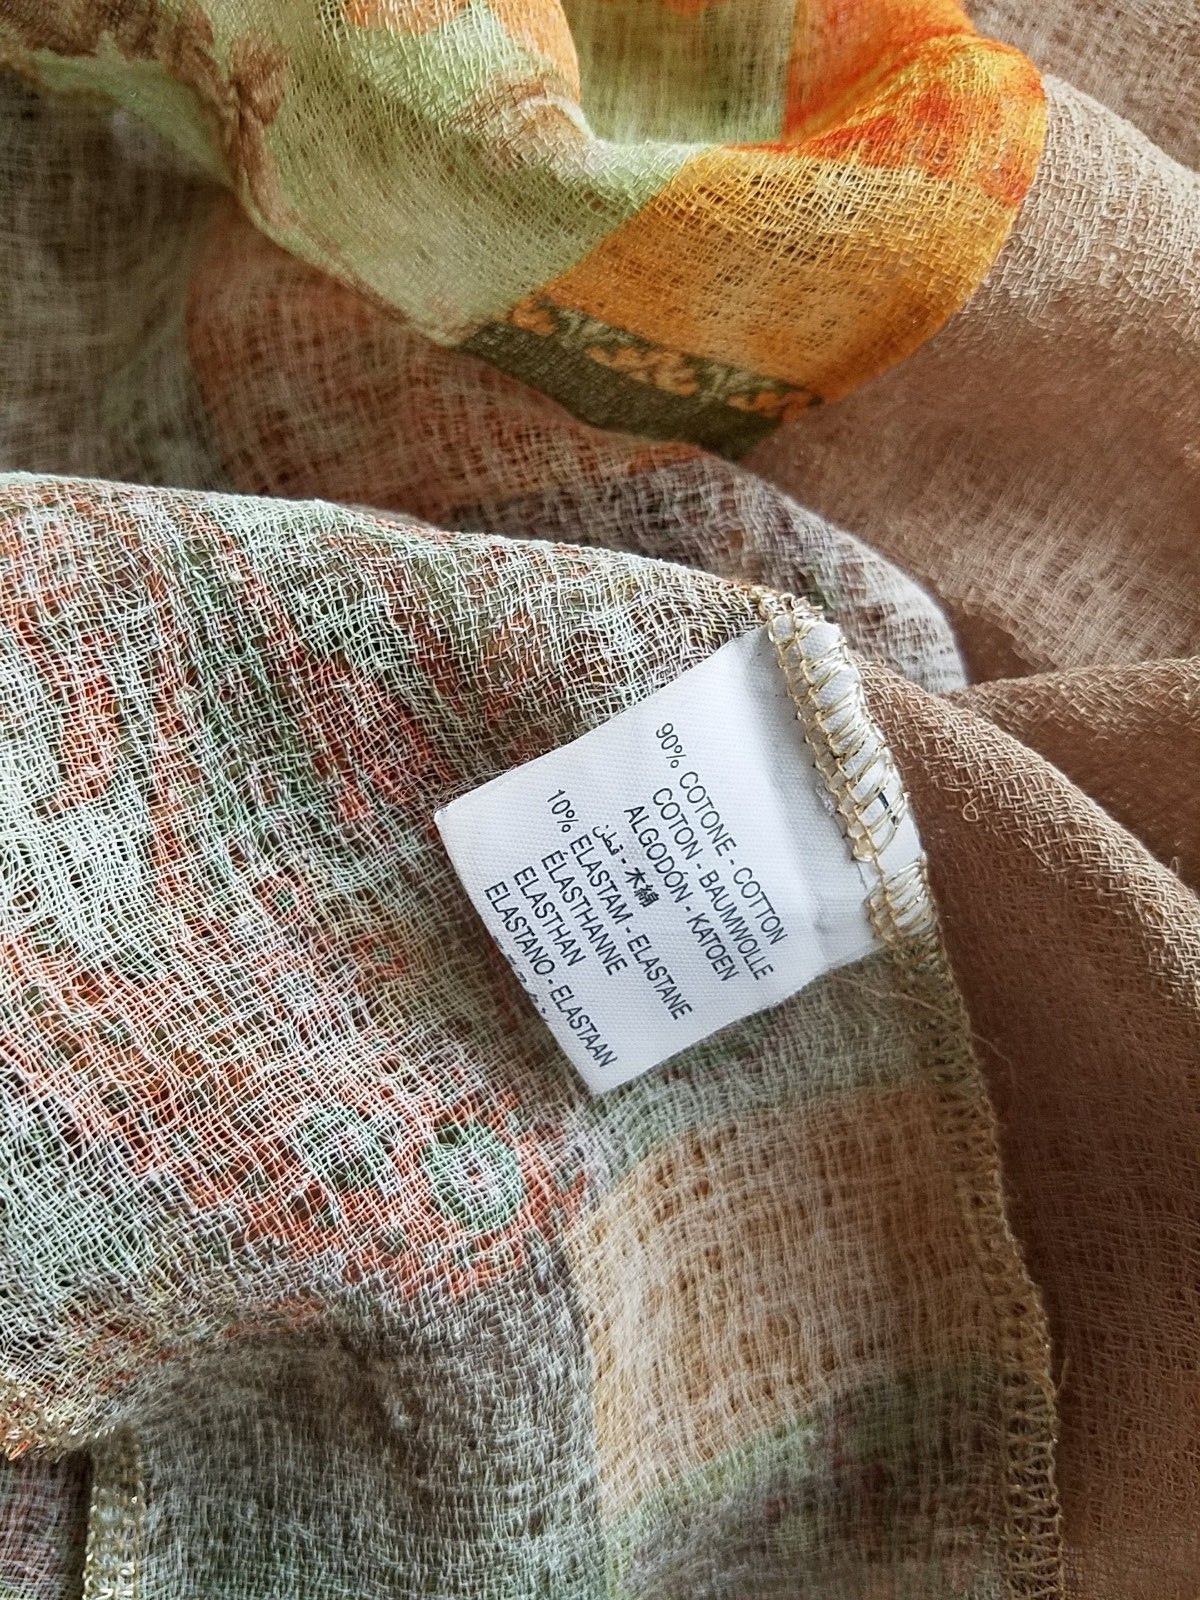 90% COTONE - COTTON
COTON - BAUMWOLLE
ALGODÓN - KATOEN
قطن - 木綿
10% ELASTAM - ELASTANE
ÉLASTHANNE
ELASTHAN
ELASTANO - ELASTAAN